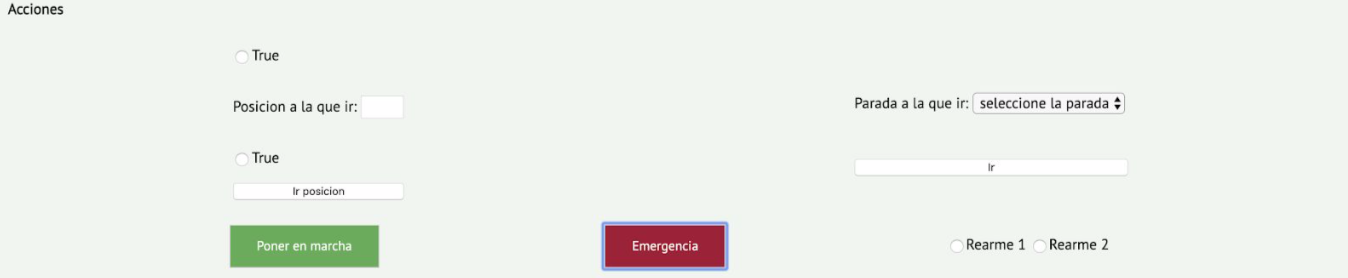 Acciones
True
Posicion a la que ir:
Parada a la que ir: seleccione la parada
True
Ir
Ir posicion
Poner en marcha
Emergencia
Rearme 1 Rearme 2